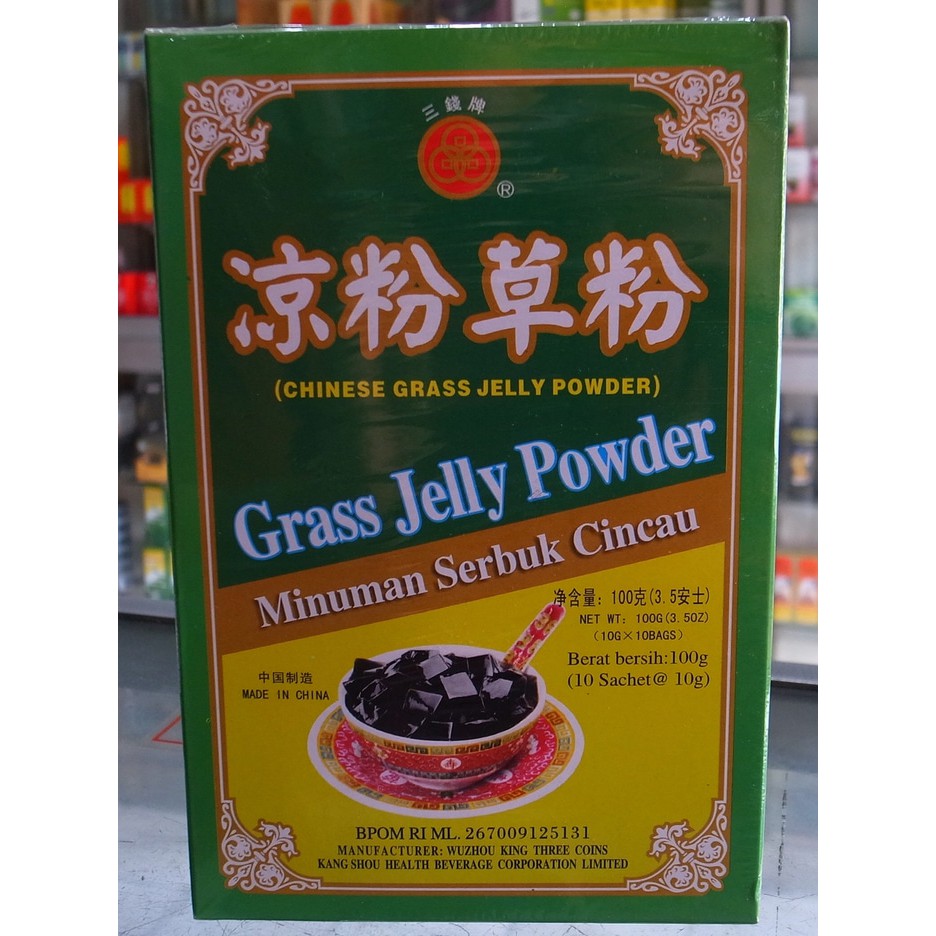 三錢牌
®
凉粉草粉
(CHINESE GRASS JELLY POWDER)
Grass Jelly Powder
Minuman Serbuk Cincau
净含量：100克(3.5安士)
NET WT: 100G(3.5OZ)
(10G×10BAGS)
Berat bersih:100g
(10 Sachet@ 10g)
中国制造
MADE IN CHINA
BPOM RI ML. 267009125131
MANUFACTURER: WUZHOU KING THREE COINS
KANG SHOU HEALTH BEVERAGE CORPORATION LIMITED